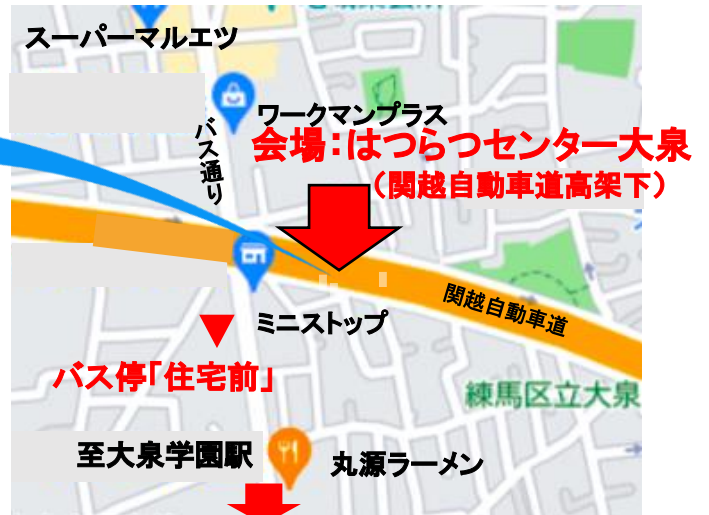 スーパーマルエツ
ワークマンプラス
バス通り
会場：はつらつセンター大泉
（関越自動車道高架下）
関越自動車道
ミニストップ
バス停「住宅前」
練馬区立大泉
至大泉学園駅
丸源ラーメン